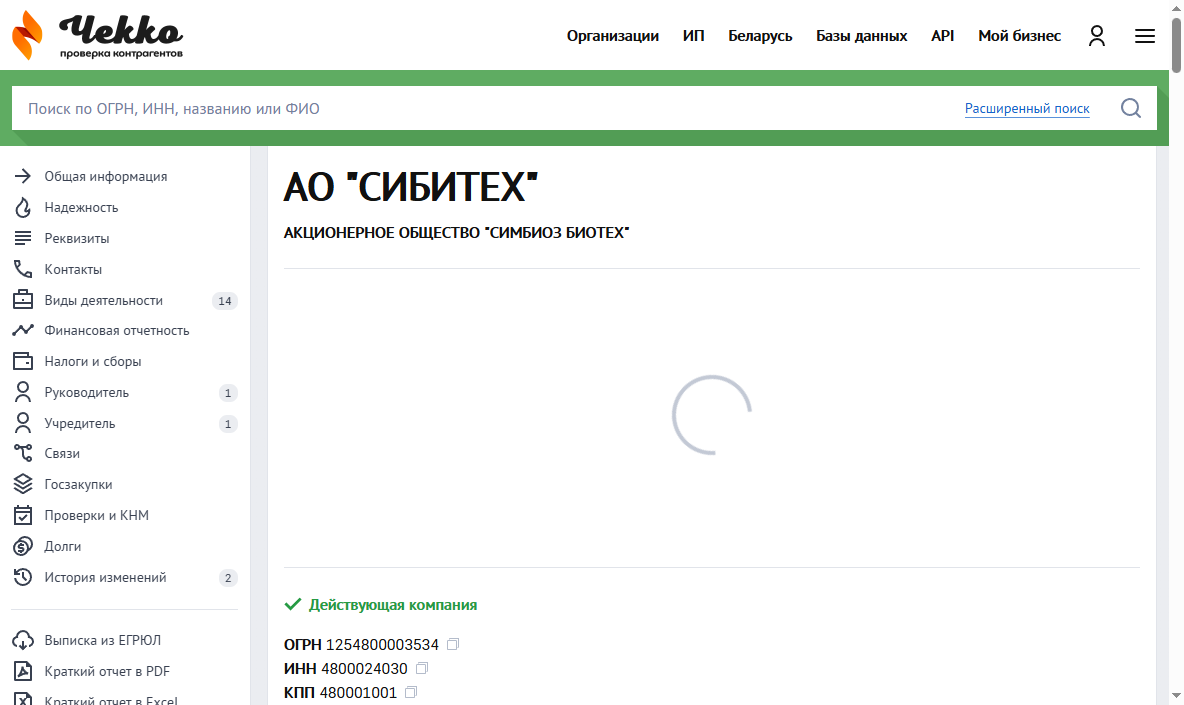 Чекко
проверка контрагентов
Организации ИП Беларусь Базы данных API Мой бизнес
Поиск по ОГРН, ИНН, названию или ФИО Расширенный поиск
Общая информация
Надежность
Реквизиты
Контакты
Виды деятельности 14
Финансовая отчетность
Налоги и сборы
Руководитель 1
Учредитель 1
Связи
Госзакупки
Проверки и КНМ
Долги
История изменений 2
Выписка из ЕГРЮЛ
Краткий отчет в PDF
Краткий отчет в Excel
АО "СИБИТЕХ"
АКЦИОНЕРНОЕ ОБЩЕСТВО "СИМБИОЗ БИОТЕХ"
Действующая компания
ОГРН 1254800003534
ИНН 4800024030
КПП 480001001